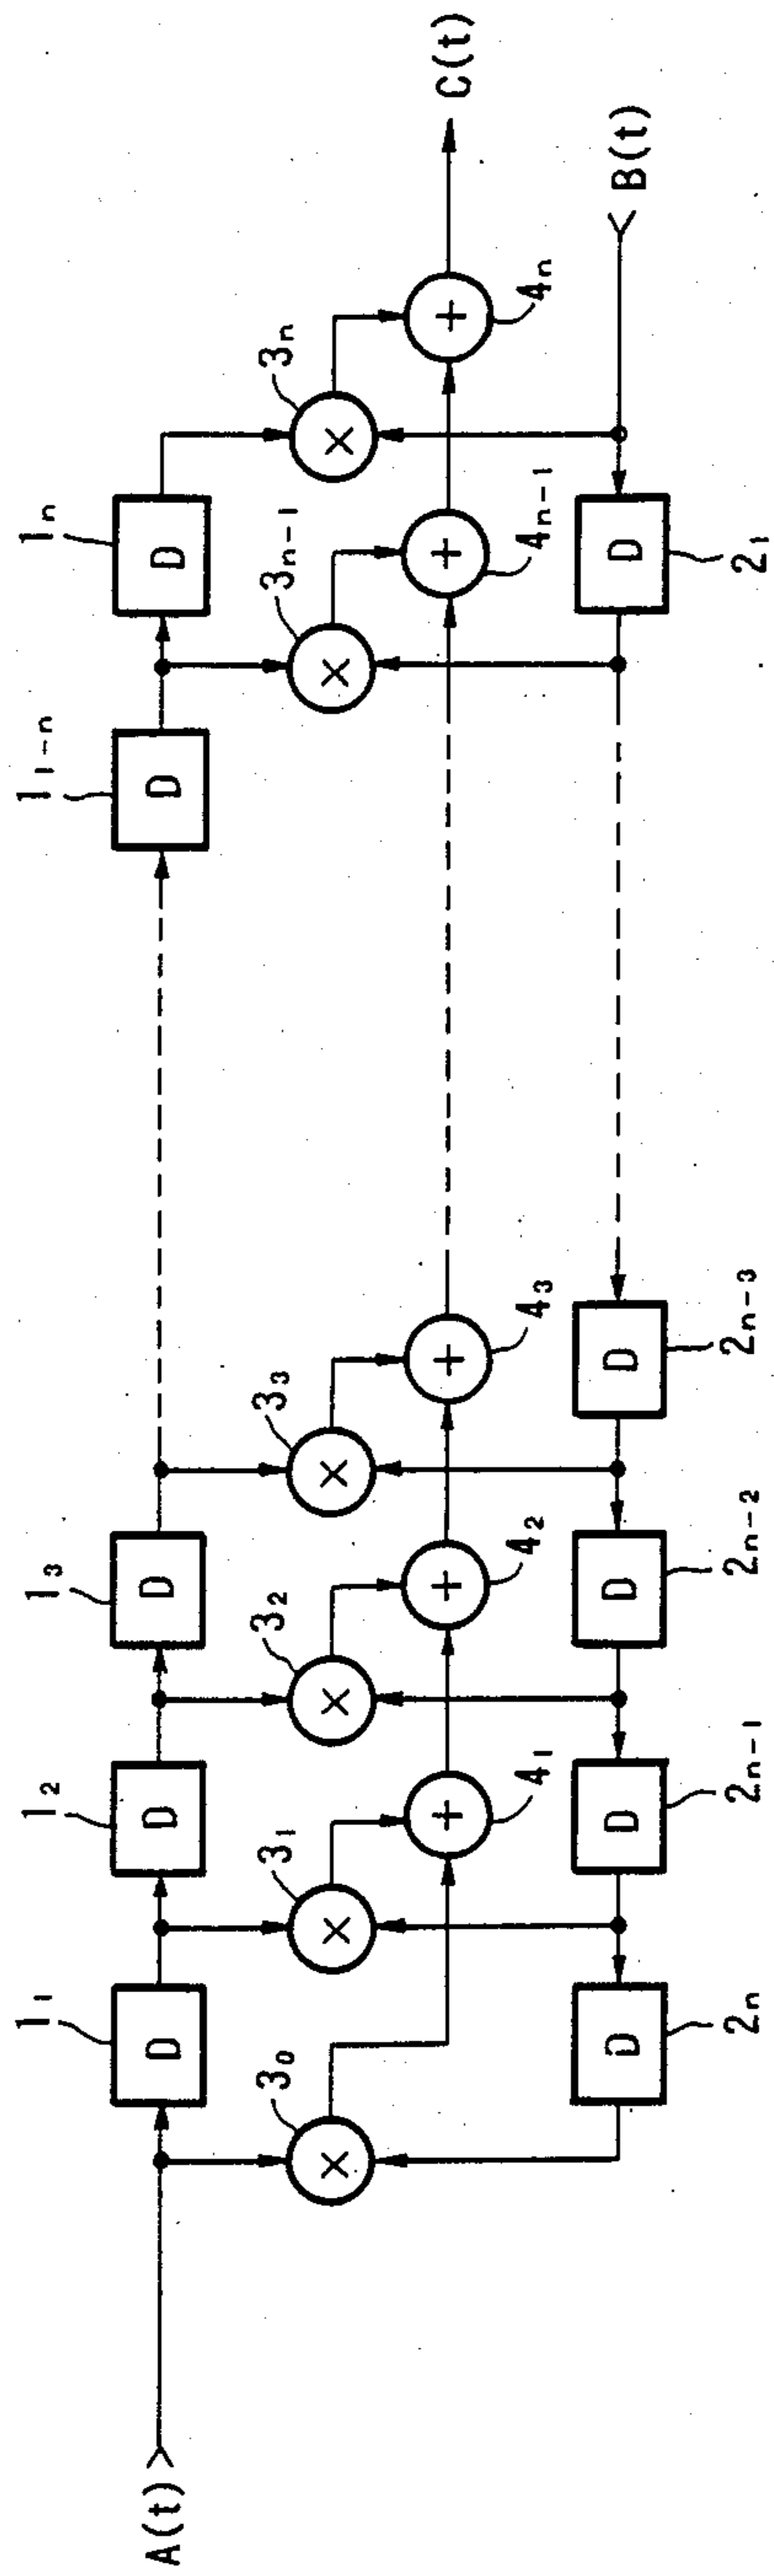 1₁
1₂
1₃
1₁₋ₙ
1ₙ
D
D
D
D
D
A(t)
3₀
3₁
3₂
3₃
3ₙ₋₁
3ₙ
×
×
×
×
×
×
+
+
+
+
+
4₁
4₂
4₃
4ₙ₋₁
4ₙ
C(t)
D
D
D
D
D
B(t)
2ₙ
2ₙ₋₁
2ₙ₋₂
2ₙ₋₃
2₁